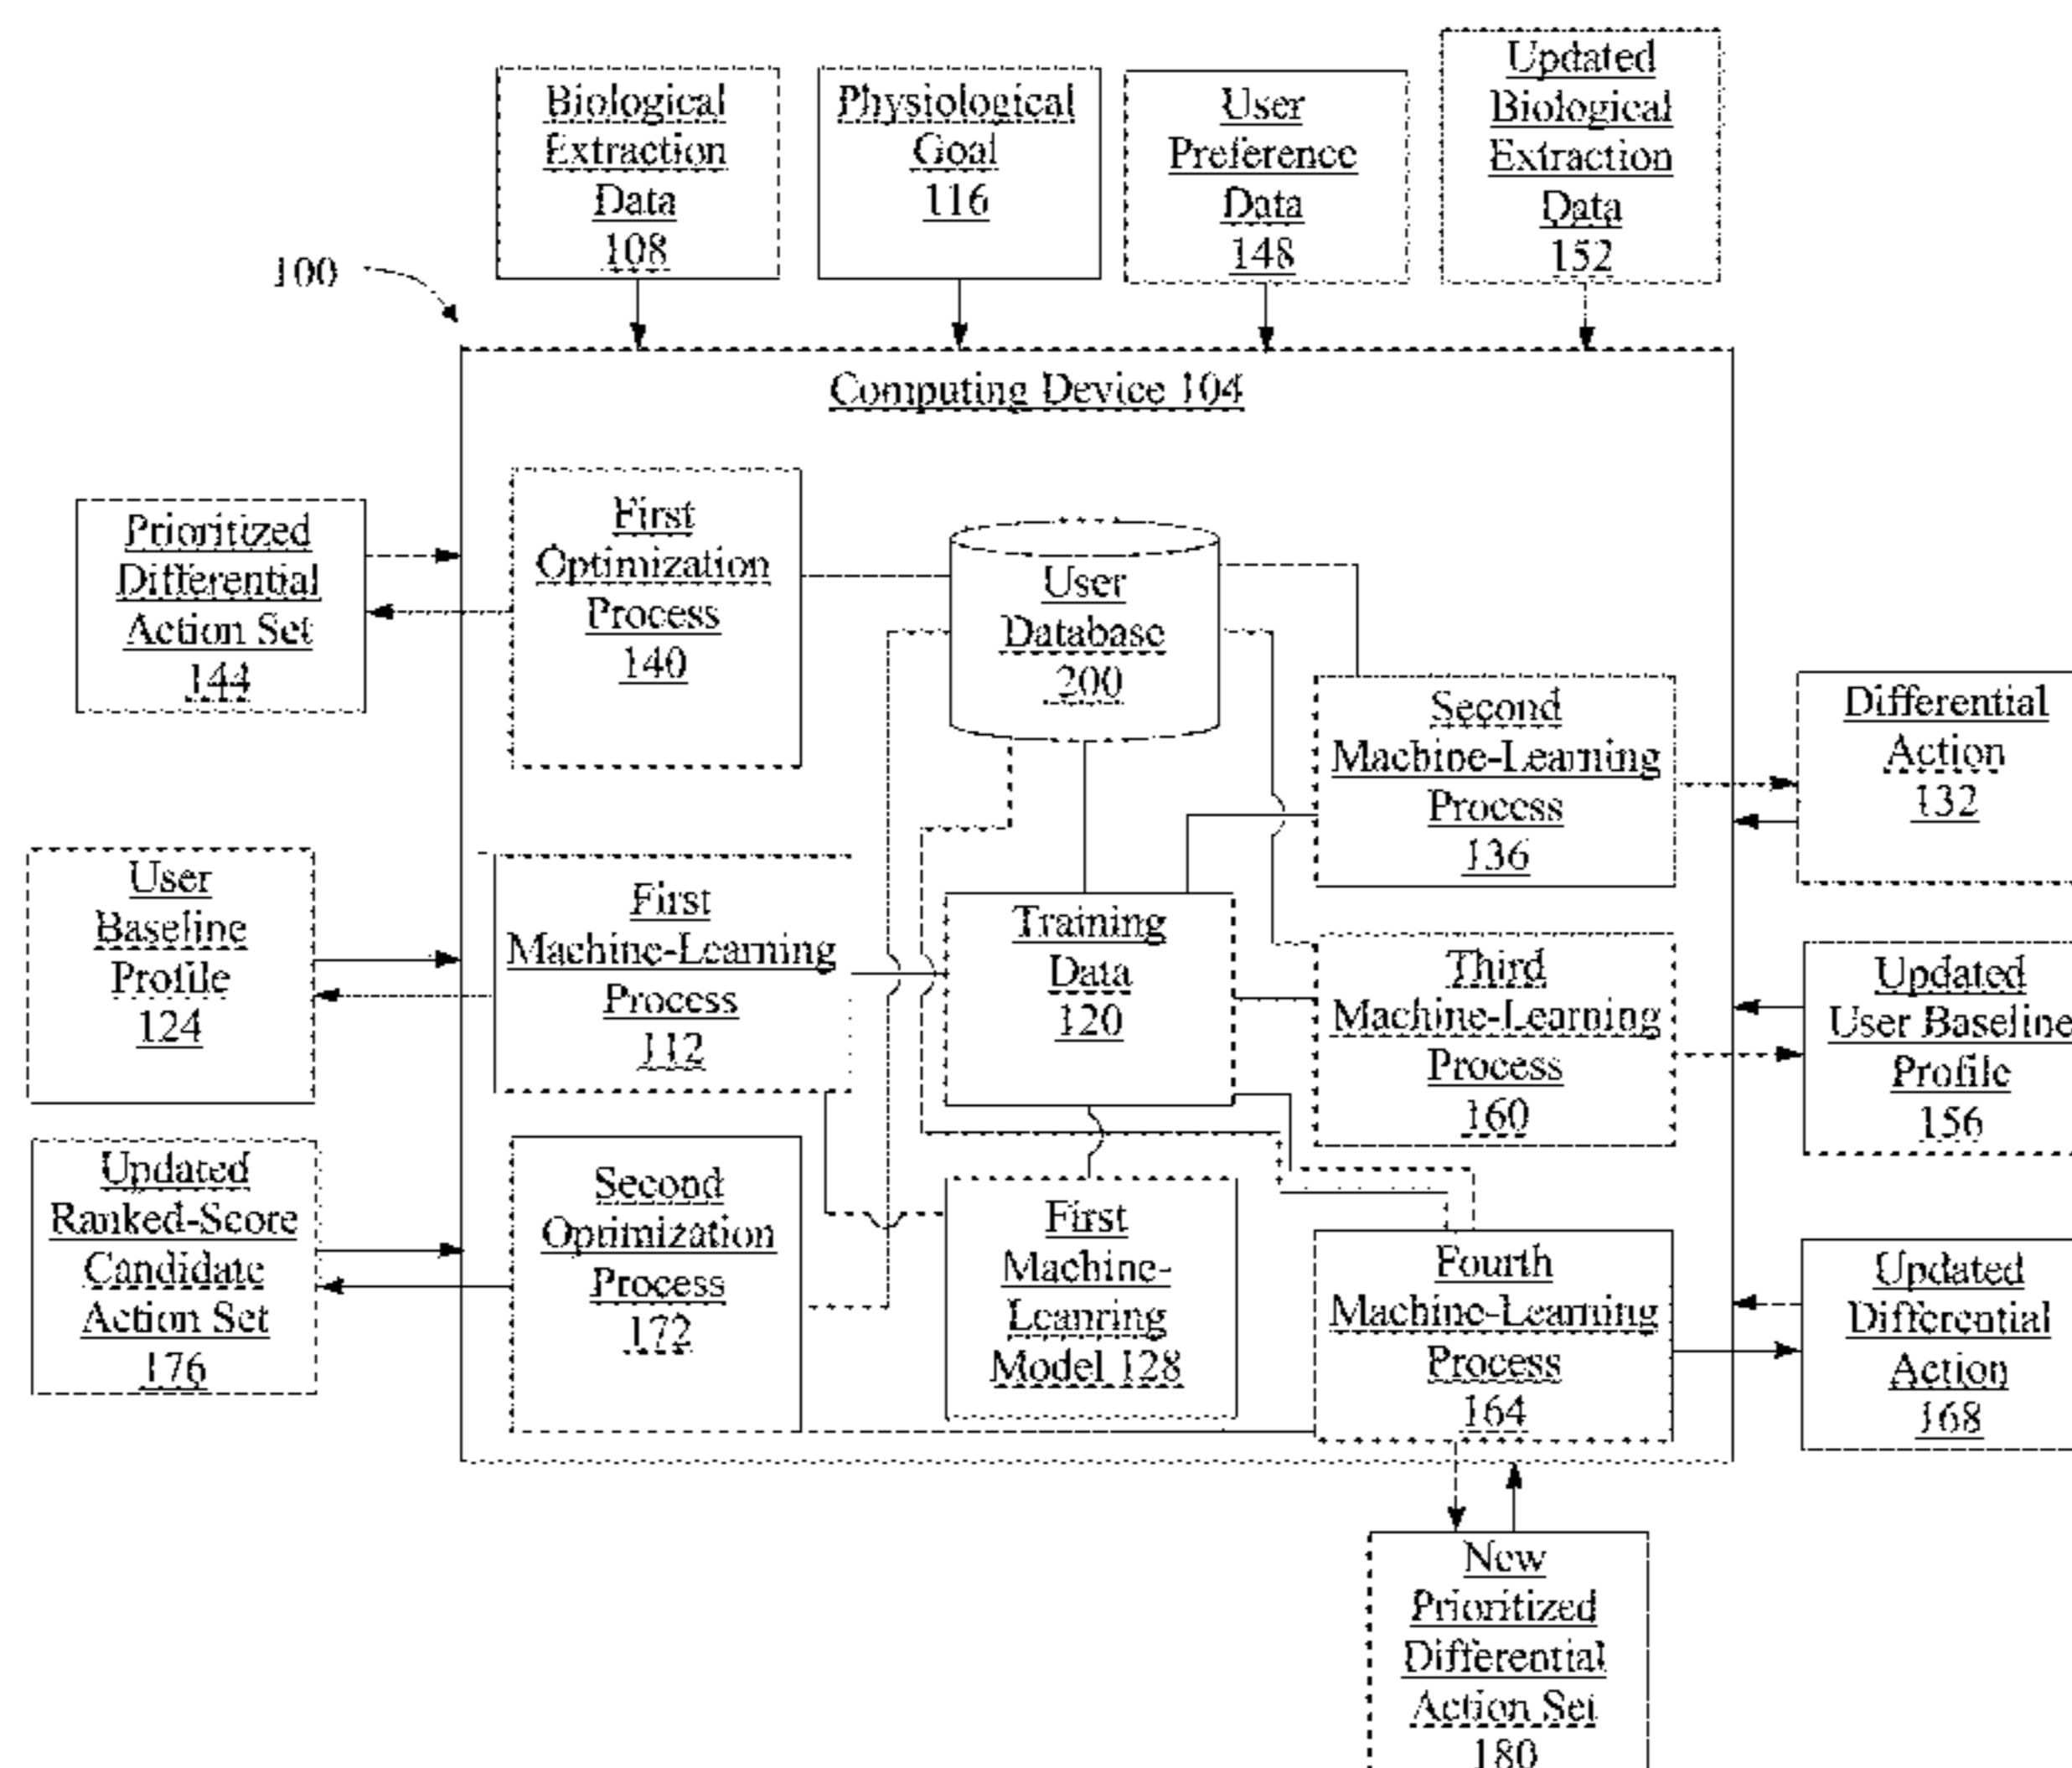 Biological
Extraction
Data
108
Physiological
Goal
116
User
Preference
Data
148
Updated
Biological
Extraction
Data
152
100
Computing Device 104
Prioritized
Differential
Action Set
144
First
Optimization
Process
140
User
Database
200
Second
Machine-Learning
Process
136
Differential
Action
132
User
Baseline
Profile
124
First
Machine-Learning
Process
112
Training
Data
120
Third
Machine-Learning
Process
160
Updated
User Baseline
Profile
156
Updated
Ranked-Score
Candidate
Action Set
176
Second
Optimization
Process
172
First
Machine-
Leanring
Model 128
Fourth
Machine-Learning
Process
164
Updated
Differential
Action
168
New
Prioritized
Differential
Action Set
180